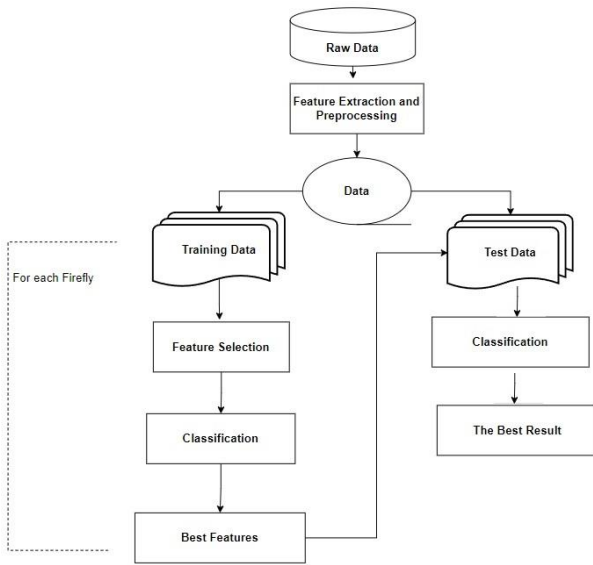 Raw Data
Feature Extraction and
Preprocessing
Data
Training Data
Test Data
For each Firefly
Feature Selection
Classification
Classification
The Best Result
Best Features